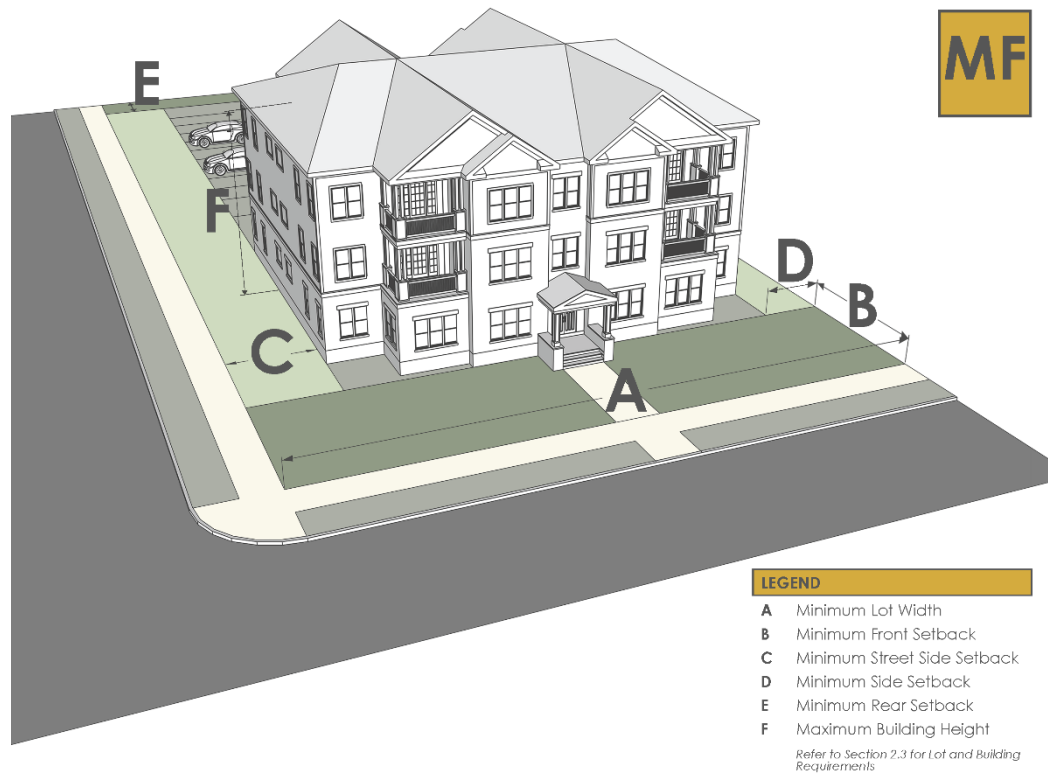 MF
E
F
D
B
C
A
LEGEND
A Minimum Lot Width
B Minimum Front Setback
C Minimum Street Side Setback
D Minimum Side Setback
E Minimum Rear Setback
F Maximum Building Height
Refer to Section 2.3 for Lot and Building
Requirements